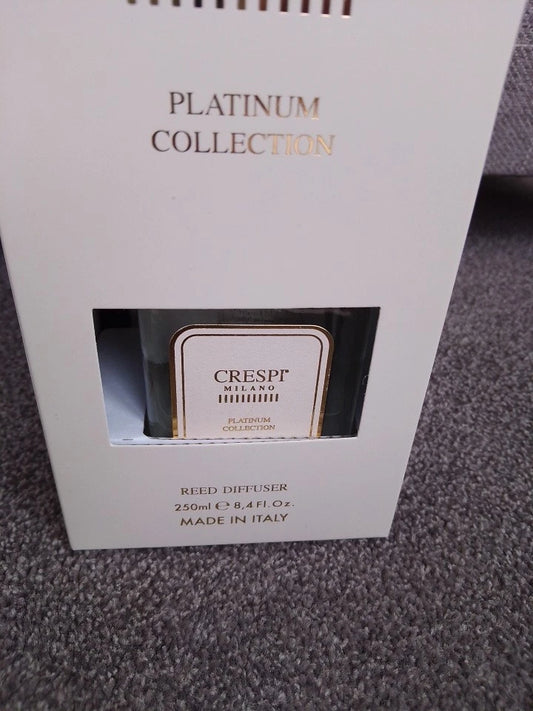 PLATINUM
COLLECTION
CRESPI®
MILANO
PLATINUM
COLLECTION
REED DIFFUSER
250ml ℮ 8,4 Fl. Oz.
MADE IN ITALY